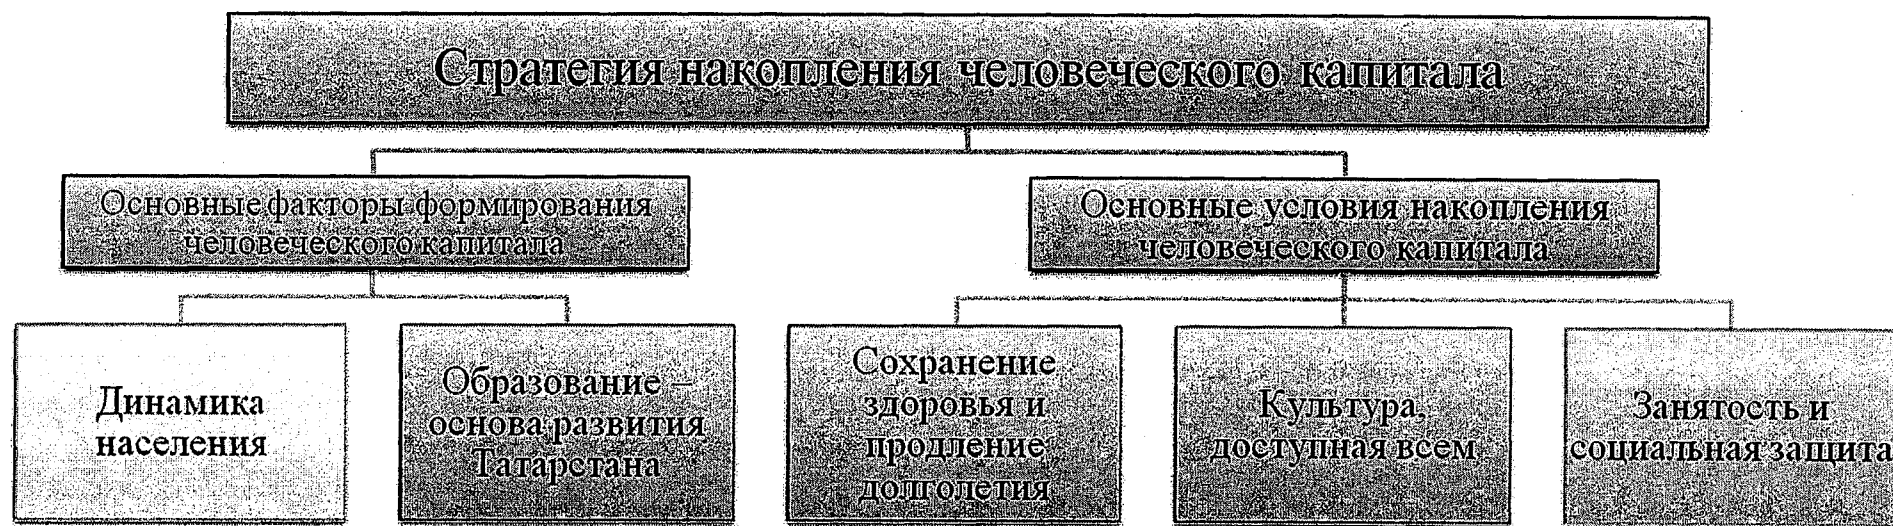 Стратегия накопления человеческого капитала
Основные факторы формирования
человеческого капитала
Основные условия накопления
человеческого капитала
Динамика
населения
Образование –
основа развития
Татарстана
Сохранение
здоровья и
продление
долголетия
Культура,
доступная всем
Занятость и
социальная защита